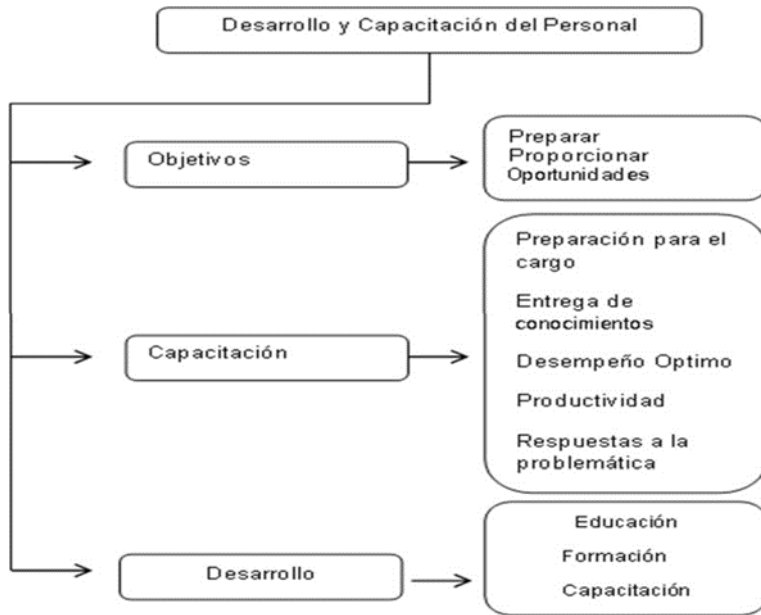 Desarrollo y Capacitación del Personal
Objetivos
Preparar
Proporcionar
Oportunidades
Capacitación
Preparación para el
cargo
Entrega de
conocimientos
Desempeño Optimo
Productividad
Respuestas a la
problemática
Desarrollo
Educación
Formación
Capacitación